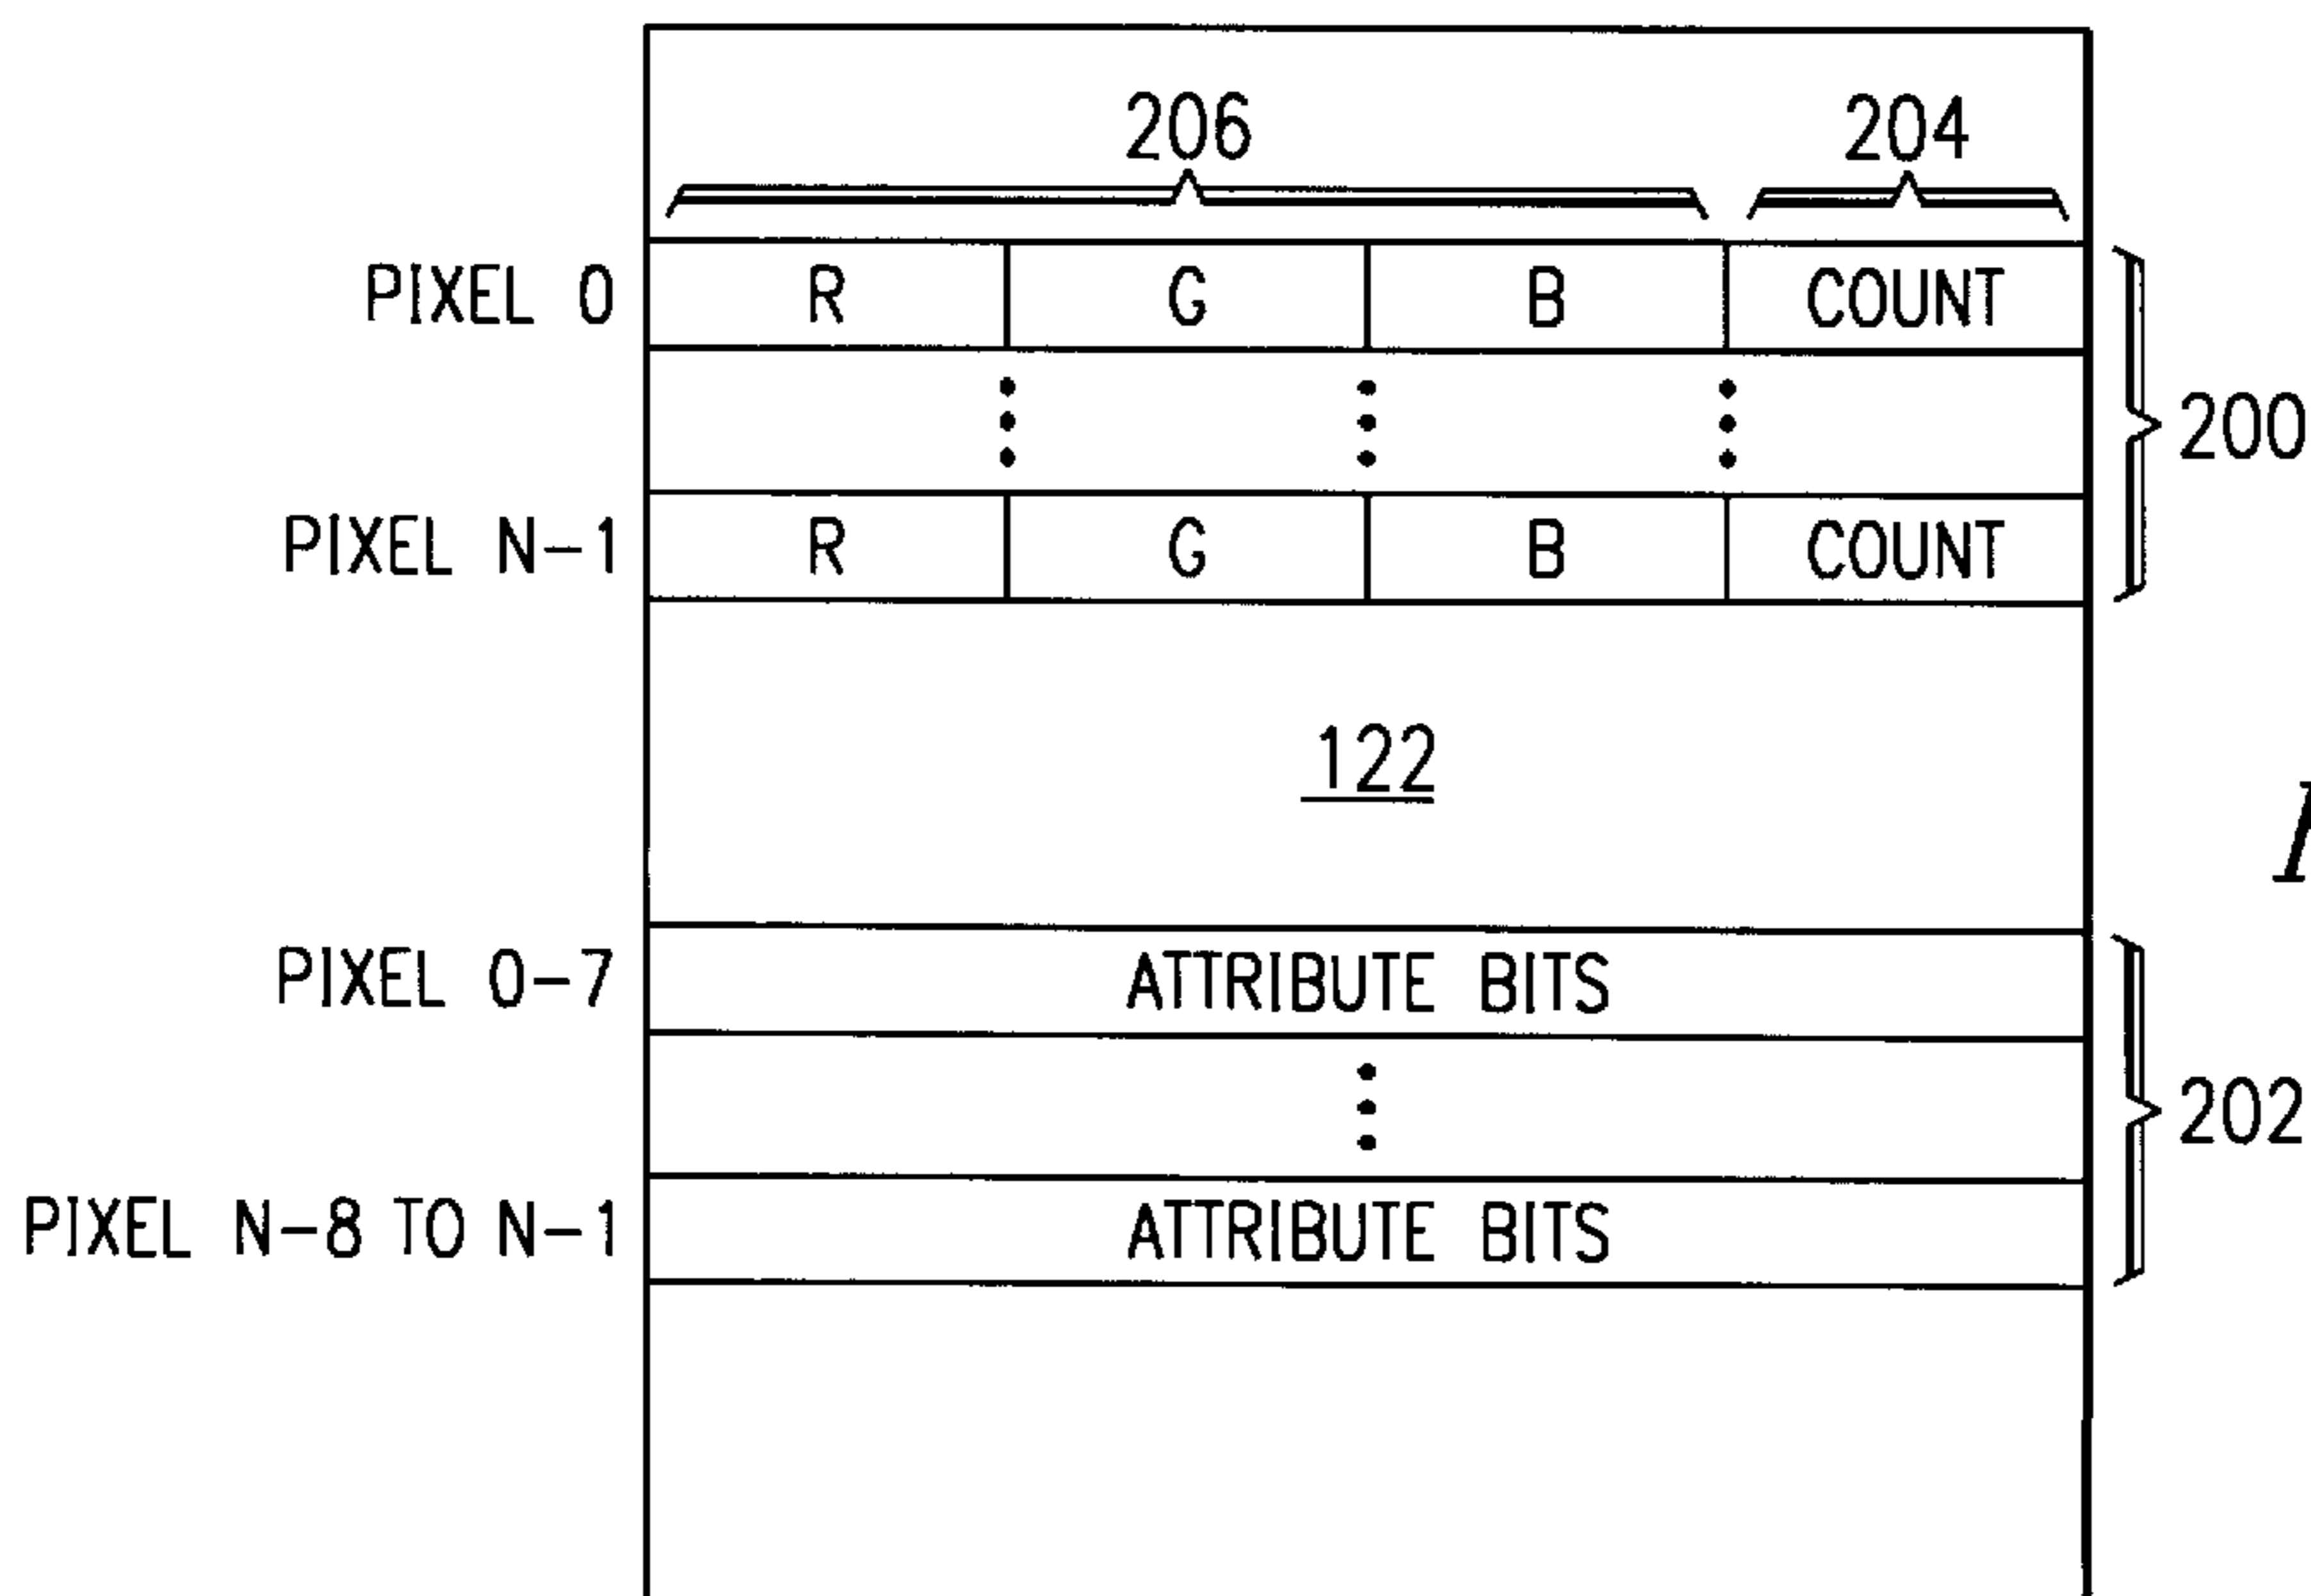 206 204
PIXEL 0 R G B COUNT
200
PIXEL N-1 R G B COUNT
122
PIXEL 0-7 ATTRIBUTE BITS
202
PIXEL N-8 TO N-1 ATTRIBUTE BITS